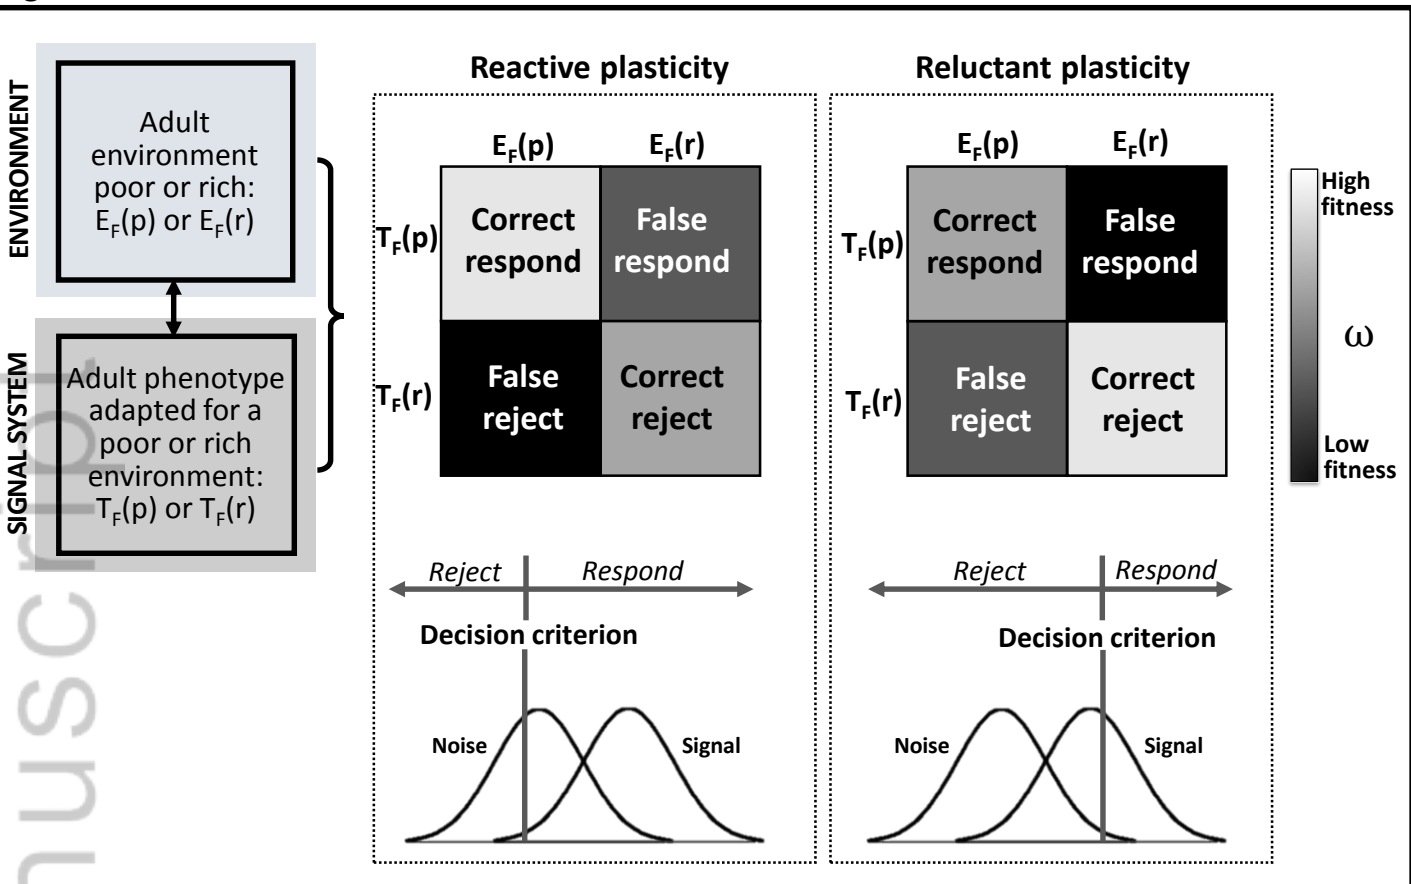 ENVIRONMENT
Adult
environment
poor or rich:
E_F(p) or E_F(r)
SIGNAL SYSTEM
Adult phenotype
adapted for a
poor or rich
environment:
T_F(p) or T_F(r)
Reactive plasticity
E_F(p) E_F(r)
T_F(p)
Correct
respond
False
respond
T_F(r)
False
reject
Correct
reject
Reject Respond
Decision criterion
Noise Signal
Reluctant plasticity
E_F(p) E_F(r)
T_F(p)
Correct
respond
False
respond
T_F(r)
False
reject
Correct
reject
Reject Respond
Decision criterion
Noise Signal
High
fitness
ω
Low
fitness
nuscript